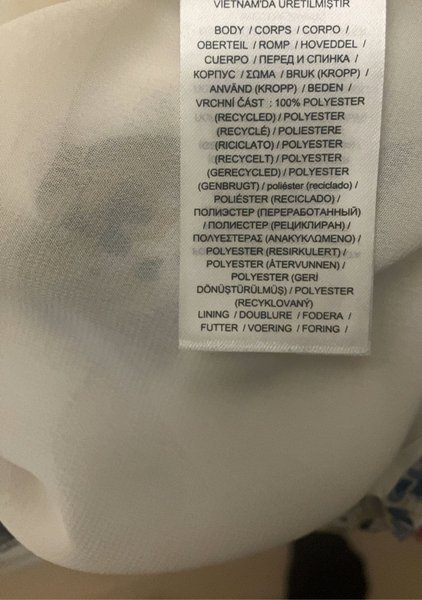 VIETNAM'DA ÜRETİLMİŞTİR
BODY / CORPS / CORPO /
OBERTEIL / ROMP / HOVEDDEL /
CUERPO / ПЕРЕД И СПИНКА /
КОРПУС / ΣΩΜΑ / BRUK (KROPP) /
ANVÄND (KROPP) / BEDEN /
VRCHNÍ ČÁST : 100% POLYESTER
(RECYCLED) / POLYESTER
(RECYCLÉ) / POLIESTERE
(RICICLATO) / POLYESTER
(RECYCELT) / POLYESTER
(GERECYCLED) / POLYESTER
(GENBRUGT) / poliéster (reciclado) /
POLIÉSTER (RECICLADO) /
ПОЛИЭСТЕР (ПЕРЕРАБОТАННЫЙ)
/ ПОЛИЕСТЕР (РЕЦИКЛИРАН) /
ΠΟΛΥΕΣΤΕΡΑΣ (ΑΝΑΚΥΚΛΩΜΕΝΟ) /
POLYESTER (RESIRKULERT) /
POLYESTER (ÅTERVUNNEN) /
POLYESTER (GERİ
DÖNÜŞTÜRÜLMÜŞ) / POLYESTER
(RECYKLOVANÝ)
LINING / DOUBLURE / FODERA /
FUTTER / VOERING / FORING /